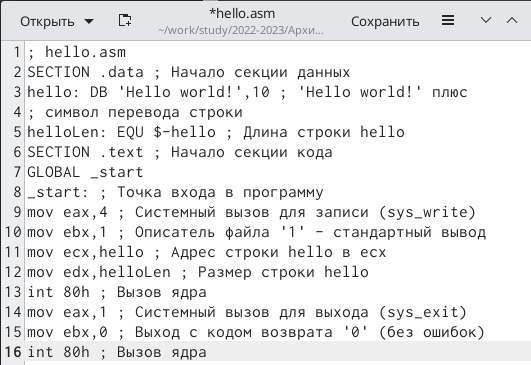 Открыть
*hello.asm
~/work/study/2022-2023/Архи...
Сохранить
1 ; hello.asm
2 SECTION .data ; Начало секции данных
3 hello: DB 'Hello world!',10 ; 'Hello world!' плюс
4 ; символ перевода строки
5 helloLen: EQU $-hello ; Длина строки hello
6 SECTION .text ; Начало секции кода
7 GLOBAL _start
8 _start: ; Точка входа в программу
9 mov eax,4 ; Системный вызов для записи (sys_write)
10 mov ebx,1 ; Описатель файла '1' - стандартный вывод
11 mov ecx,hello ; Адрес строки hello в ecx
12 mov edx,helloLen ; Размер строки hello
13 int 80h ; Вызов ядра
14 mov eax,1 ; Системный вызов для выхода (sys_exit)
15 mov ebx,0 ; Выход с кодом возврата '0' (без ошибок)
16 int 80h ; Вызов ядра